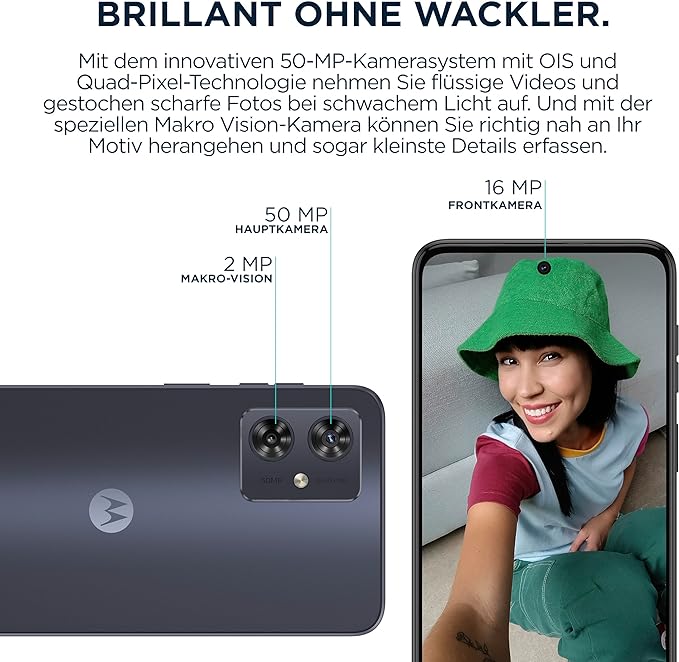 BRILLANT OHNE WACKLER.
Mit dem innovativen 50-MP-Kamerasystem mit OIS und
Quad-Pixel-Technologie nehmen Sie flüssige Videos und
gestochen scharfe Fotos bei schwachem Licht auf. Und mit der
speziellen Makro Vision-Kamera können Sie richtig nah an Ihr
Motiv herangehen und sogar kleinste Details erfassen.
16 MP
FRONTKAMERA
50 MP
HAUPTKAMERA
2 MP
MAKRO-VISION
50MP